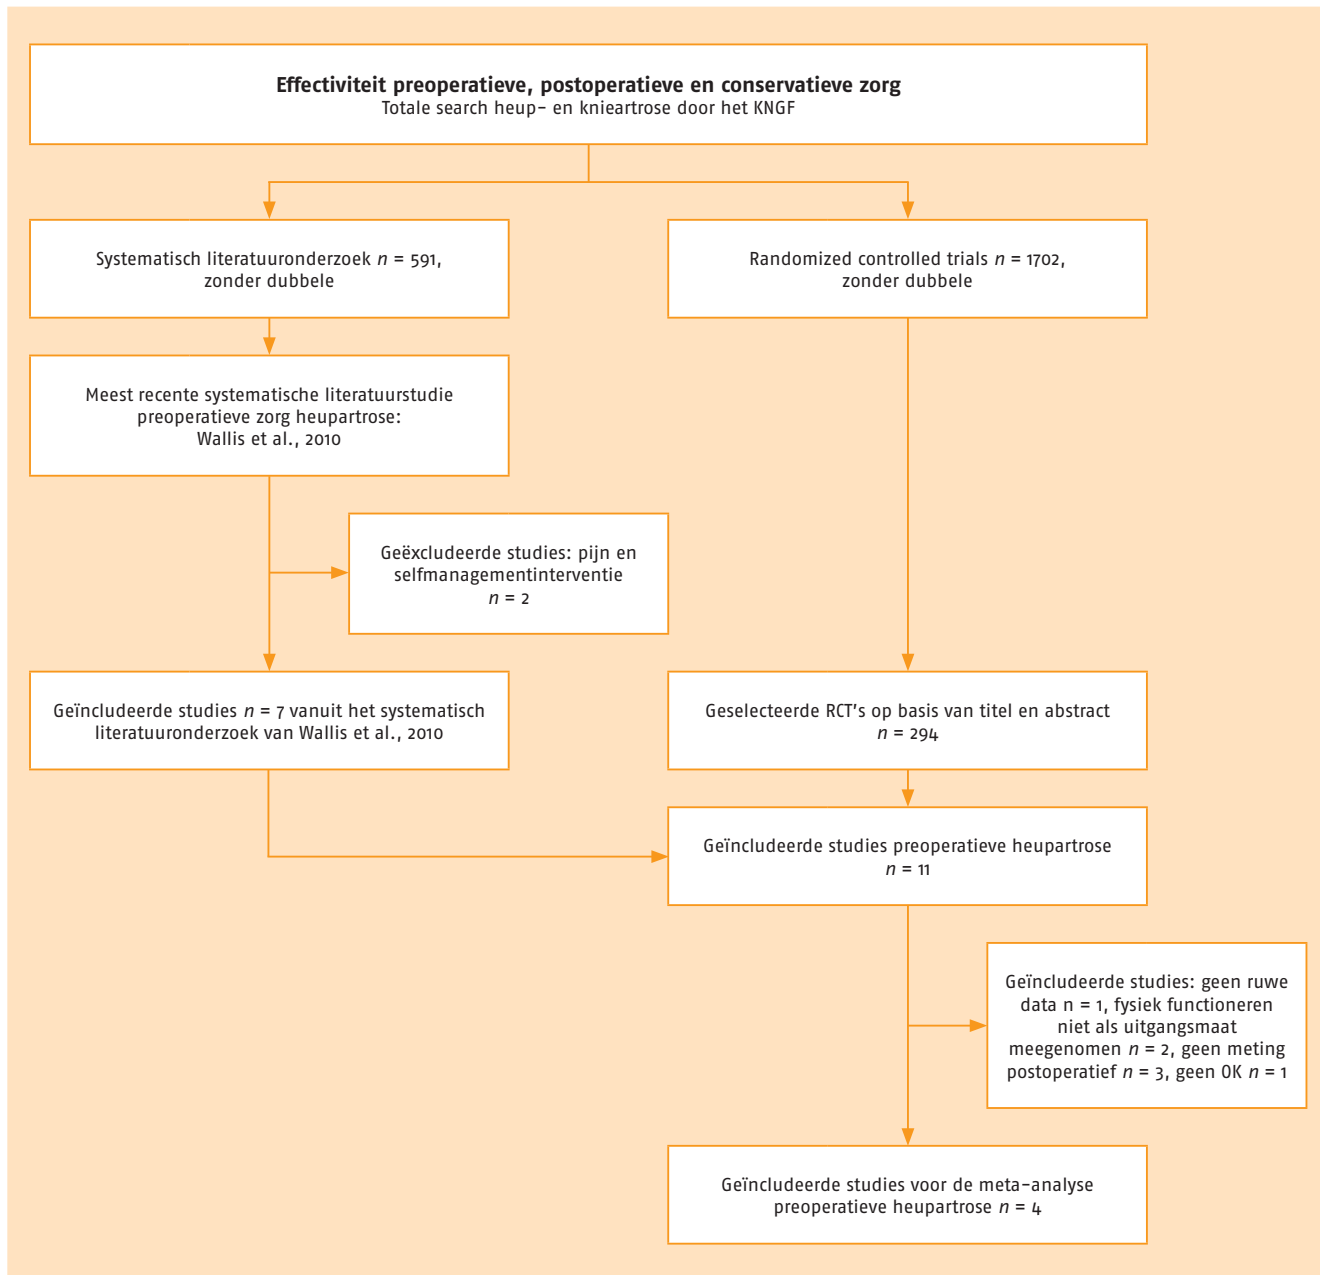 Effectiviteit preoperatieve, postoperatieve en conservatieve zorg
Totale search heup- en knieartrose door het KNGF
Systematisch literatuuronderzoek n = 591,
zonder dubbele
Randomized controlled trials n = 1702,
zonder dubbele
Meest recente systematische literatuurstudie
preoperatieve zorg heupartrose:
Wallis et al., 2010
Geëxcludeerde studies: pijn en
selfmanagementinterventie
n = 2
Geïncludeerde studies n = 7 vanuit het systematisch
literatuuronderzoek van Wallis et al., 2010
Geselecteerde RCT's op basis van titel en abstract
n = 294
Geïncludeerde studies preoperatieve heupartrose
n = 11
Geïncludeerde studies: geen ruwe
data n = 1, fysiek functioneren
niet als uitgangsmaat
meegenomen n = 2, geen meting
postoperatief n = 3, geen OK n = 1
Geïncludeerde studies voor de meta-analyse
preoperatieve heupartrose n = 4